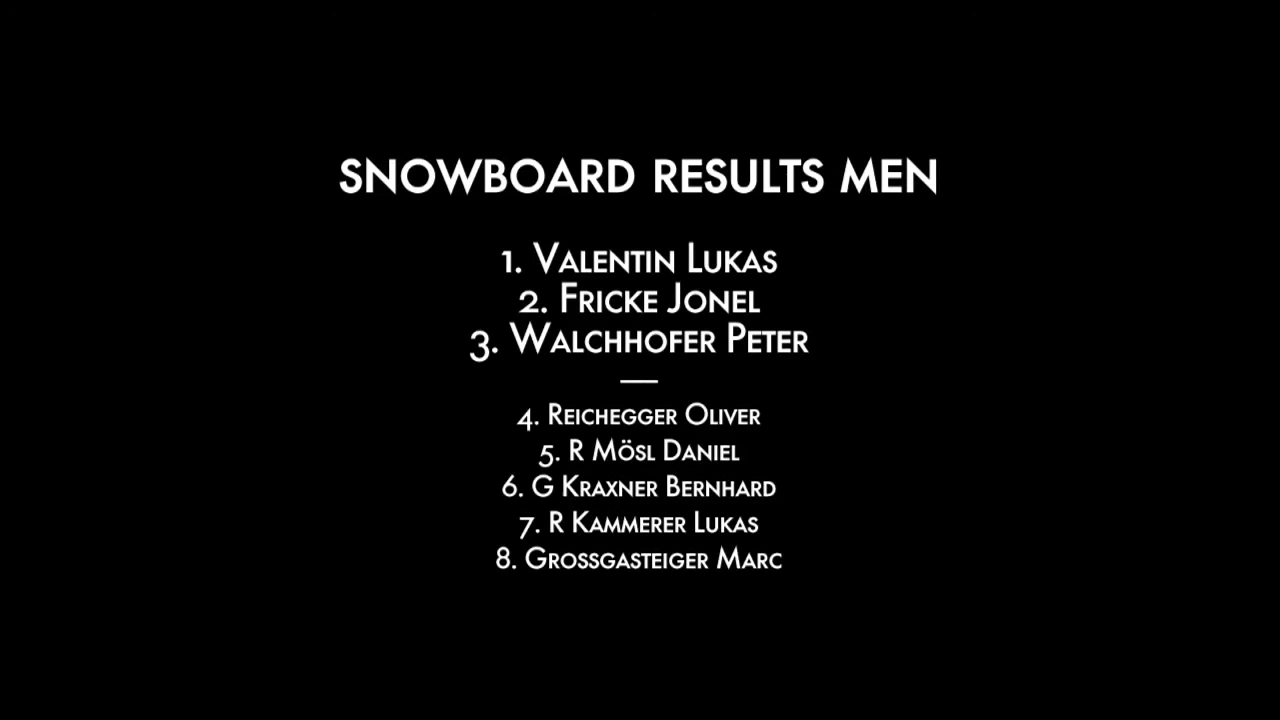 SNOWBOARD RESULTS MEN
1. VALENTIN LUKAS
2. FRICKE JONEL
3. WALCHHOFER PETER
—
4. REICHEGGER OLIVER
5. R MÖSL DANIEL
6. G KRAXNER BERNHARD
7. R KAMMERER LUKAS
8. GROSSGASTEIGER MARC